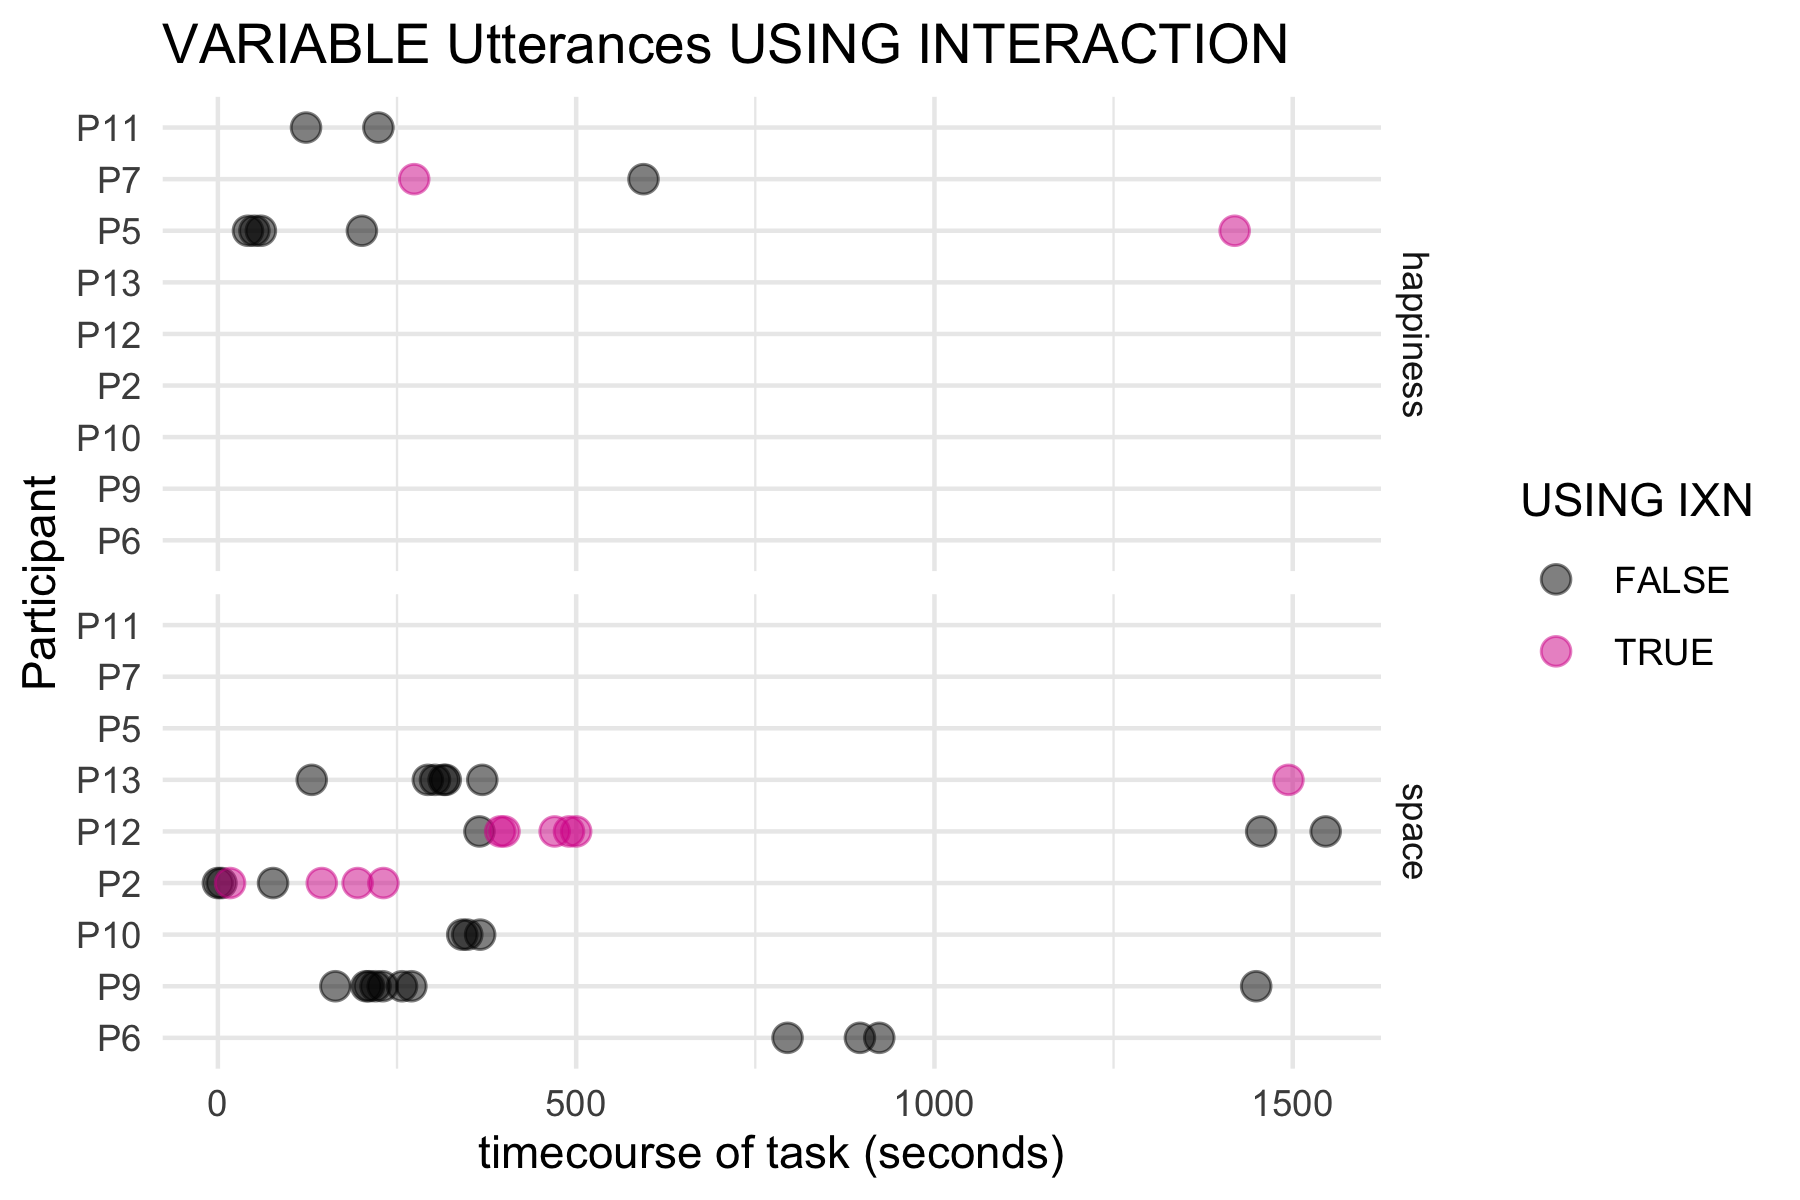 VARIABLE Utterances USING INTERACTION
P11
P7
P5
P13
P12
P2
P10
P9
P6
happiness
P11
P7
P5
P13
P12
P2
P10
P9
P6
space
Participant
0 500 1000 1500
timecourse of task (seconds)
USING IXN
FALSE
TRUE